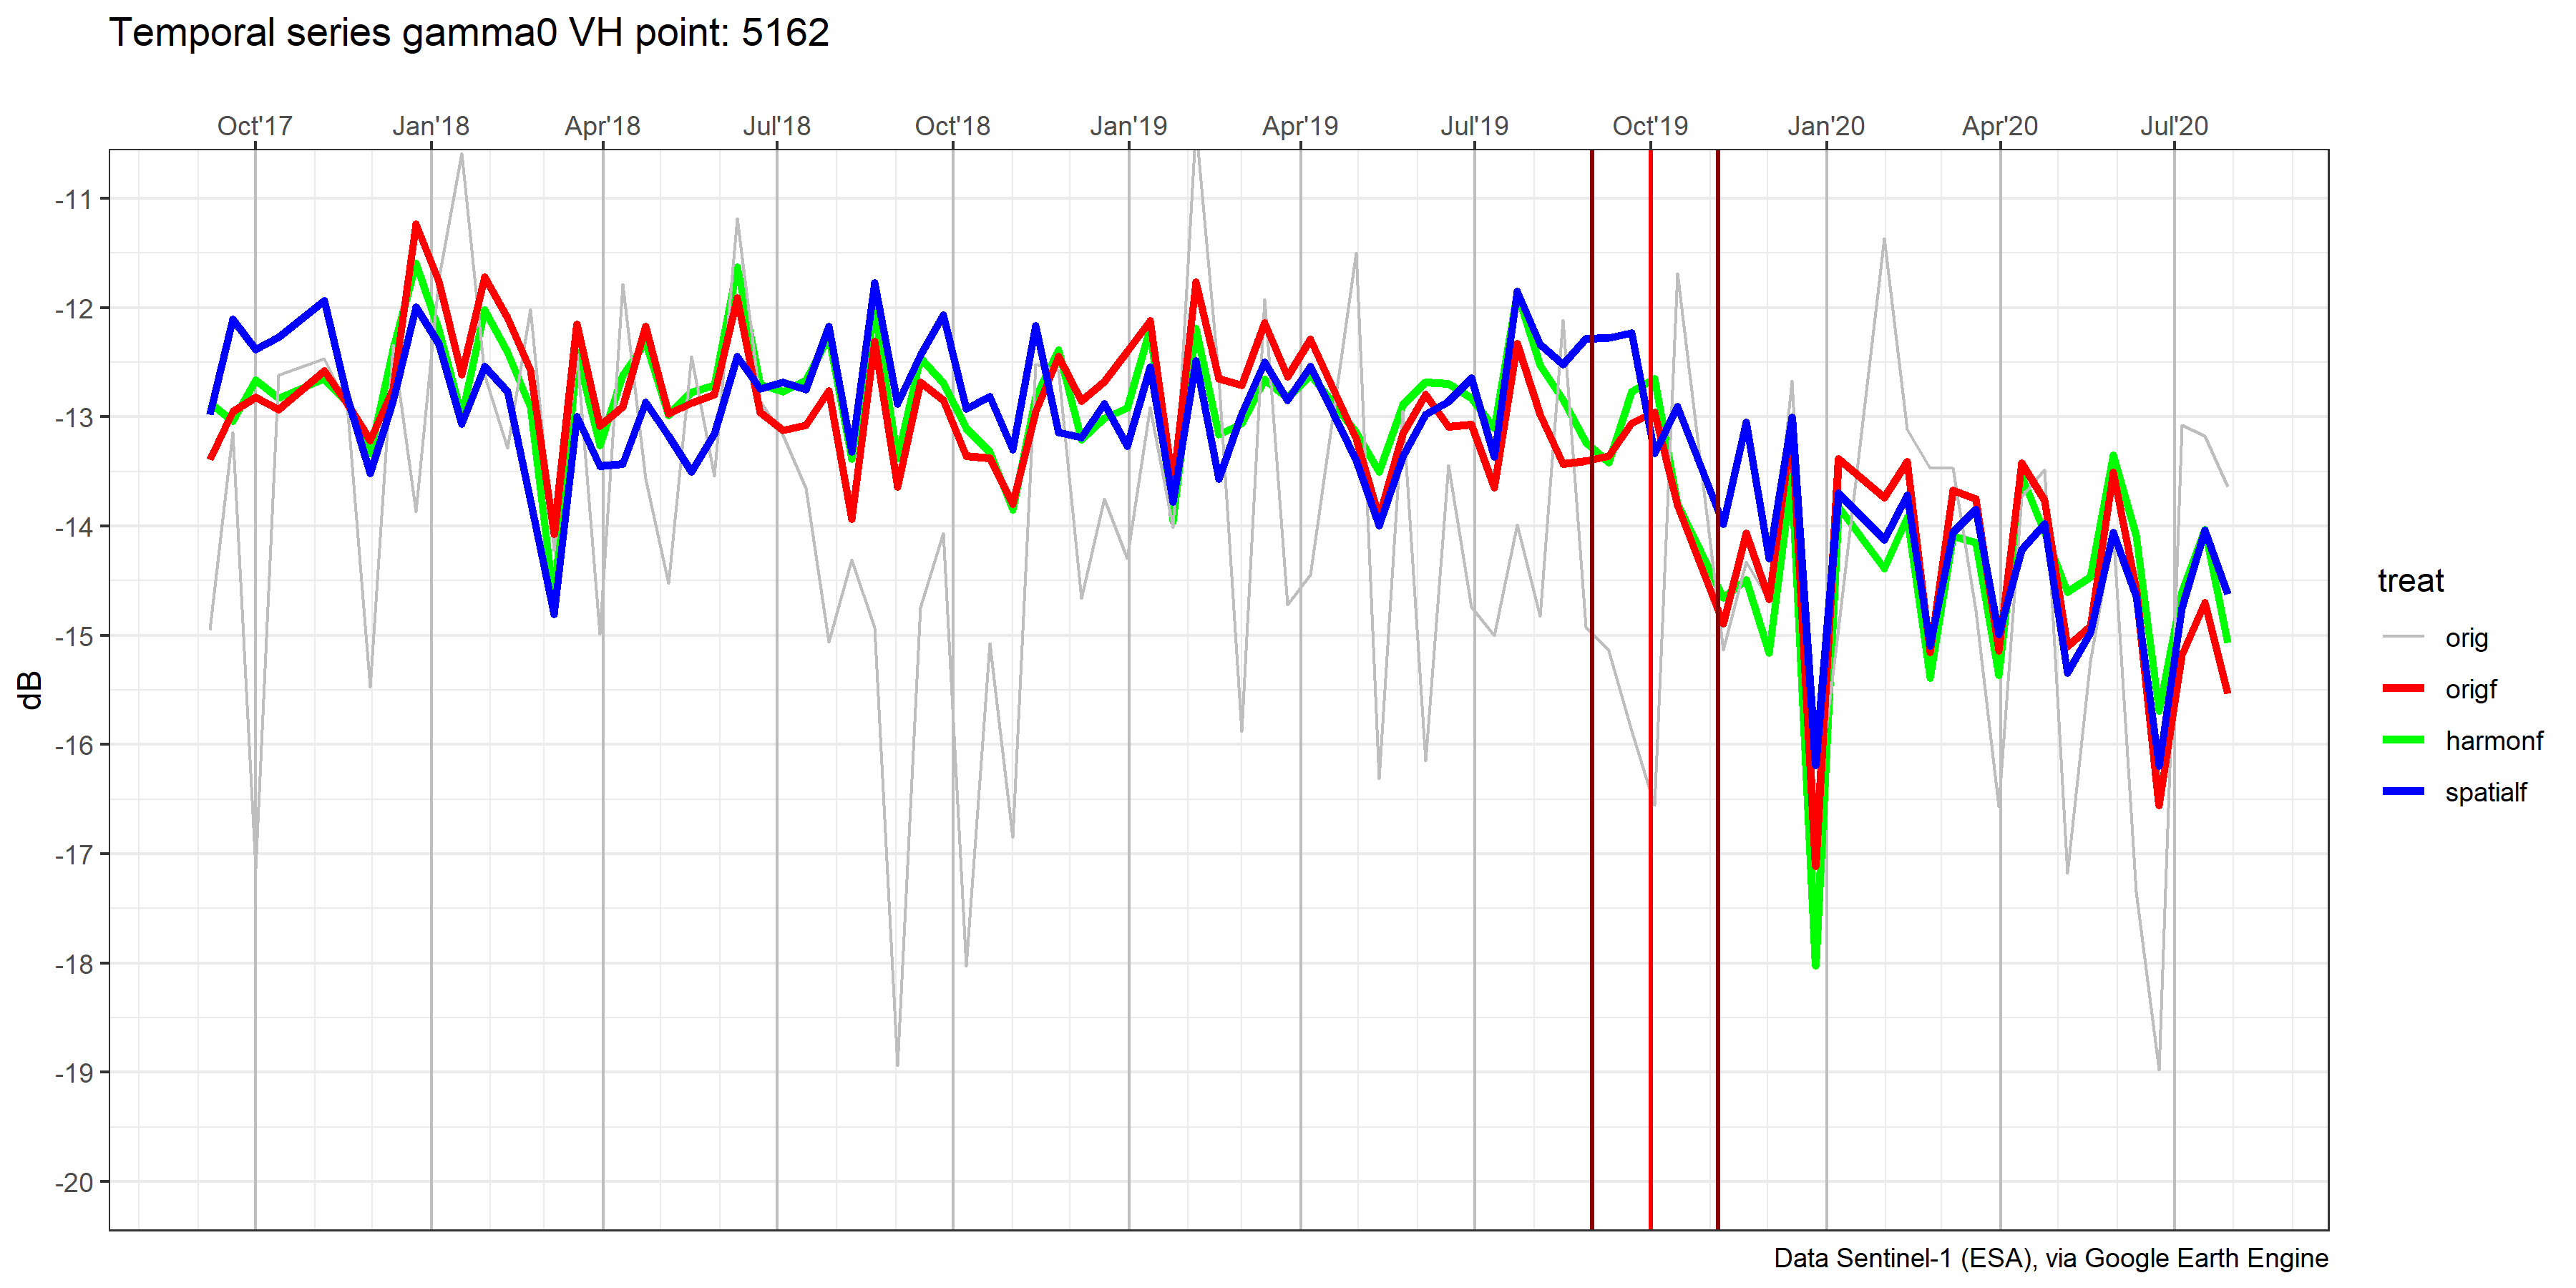 Temporal series gamma0 VH point: 5162
Oct'17 Jan'18 Apr'18 Jul'18 Oct'18 Jan'19 Apr'19 Jul'19 Oct'19 Jan'20 Apr'20 Jul'20
-11
-12
-13
-14
-15
-16
-17
-18
-19
-20
dB
treat
orig
origf
harmonf
spatialf
Data Sentinel-1 (ESA), via Google Earth Engine